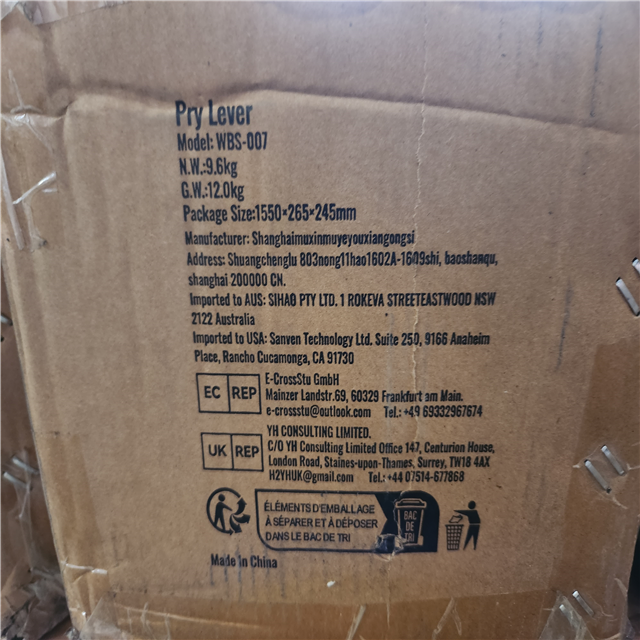 Pry Lever
Model: WBS-007
N.W.:9.6kg
G.W.:12.0kg
Package Size:1550*265*245mm
Manufacturer: Shanghaimuxinmuyeyouxiangongsi
Address: Shuangchenglu 803nong11hao1602A-1609shi, baoshanqu,
shanghai 200000 CN.
Imported to AUS: SIHAO PTY LTD. 1 ROKEVA STREETEASTWOOD NSW
2122 Australia
Imported to USA: Sanven Technology Ltd. Suite 250, 9166 Anaheim
Place, Rancho Cucamonga, CA 91730
EC REP
E-CrossStu GmbH
Mainzer Landstr.69, 60329 Frankfurt am Main.
e-crossstu@outlook.com Tel.: +49 69332967674
UK REP
YH CONSULTING LIMITED.
C/O YH Consulting Limited Office 147, Centurion House,
London Road, Staines-upon-Thames, Surrey, TW18 4AX
H2YHUK@gmail.com Tel.: +44 07514-677868
ÉLÉMENTS D'EMBALLAGE
À SÉPARER ET À DÉPOSER
DANS LE BAC DE TRI
BAC
DE
TRI
Made in China